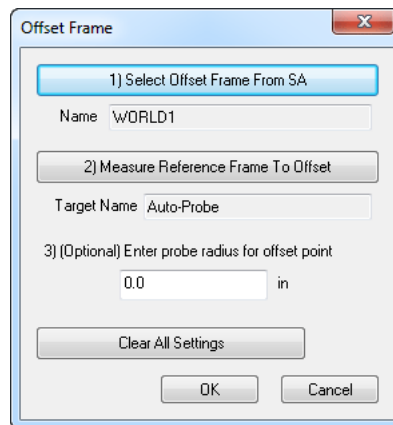 Offset Frame
1) Select Offset Frame From SA
Name WORLD1
2) Measure Reference Frame To Offset
Target Name Auto-Probe
3) (Optional) Enter probe radius for offset point
0.0 in
Clear All Settings
OK Cancel